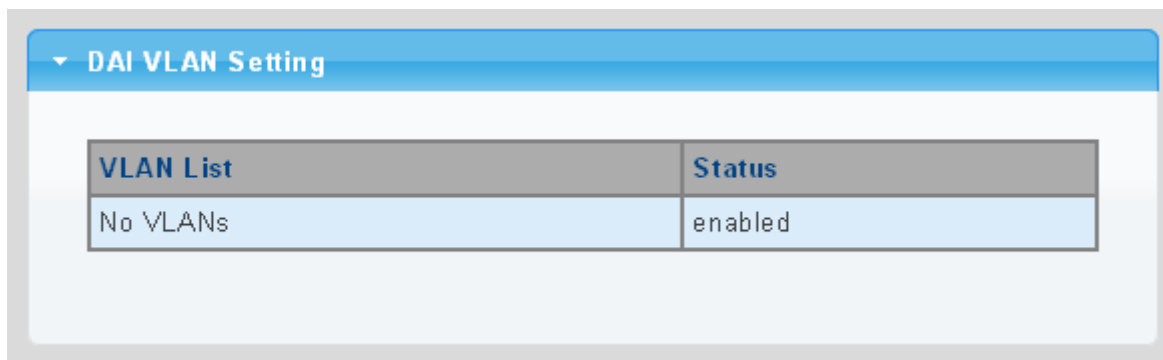 DAI VLAN Setting
VLAN List Status
No VLANs enabled